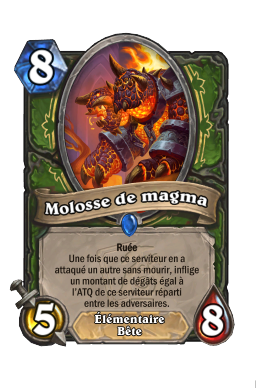 8
Molosse de magma
Ruée
Une fois que ce serviteur en a
attaqué un autre sans mourir, inflige
un montant de dégâts égal à
l'ATQ de ce serviteur réparti
entre les adversaires.
Élémentaire
Bête
5
8